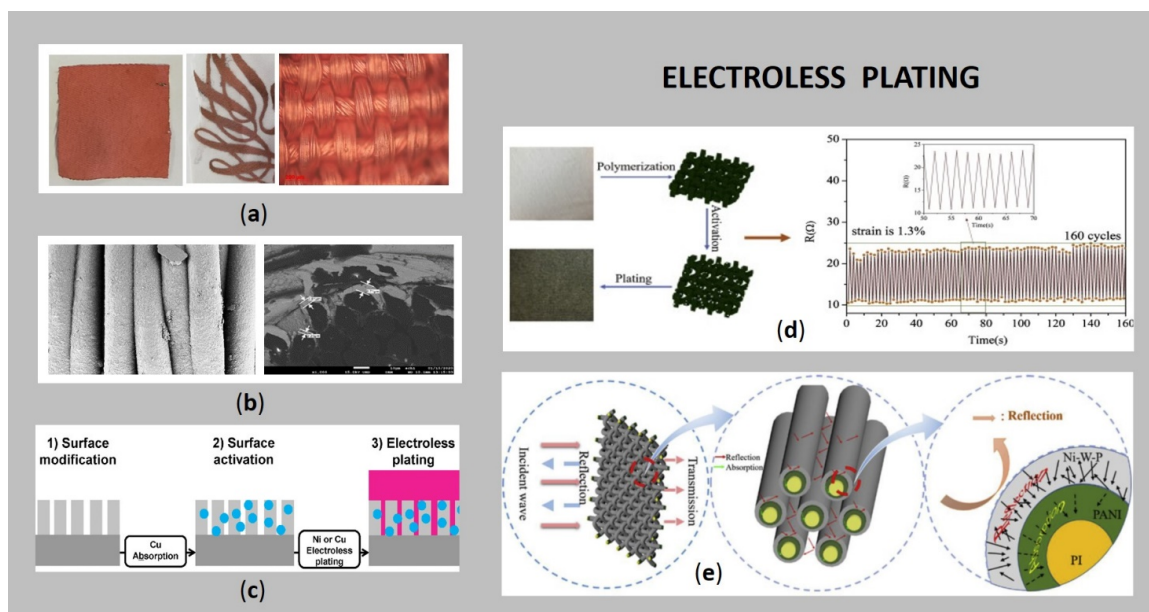 ELECTROLESS PLATING
(a)
(b)
1) Surface
modification
2) Surface
activation
3) Electroless
plating
Cu
Absorption
Ni or Cu
Electroless
plating
(c)
Polymerization
Activation
Plating
R(Ω)
25
20
15
10
50
60
70
Time(s)
strain is 1.3%
160 cycles
R(Ω)
50
40
30
20
10
0 20 40 60 80 100 120 140 160
Time(s)
(d)
Incident wave
Reflection
Transmission
Reflection
Absorption
: Reflection
Ni-W-P
PANI
PI
(e)